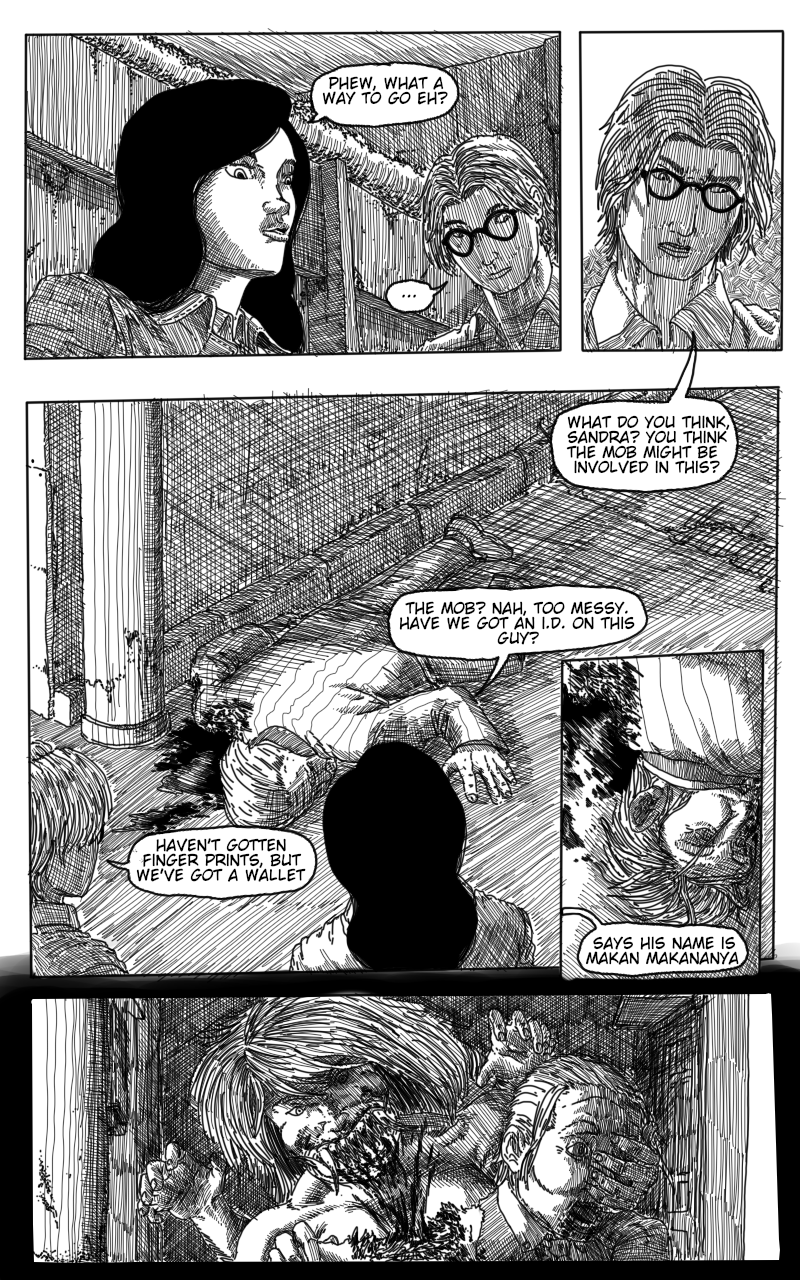 PHEW, WHAT A
WAY TO GO EH?
...
WHAT DO YOU THINK,
SANDRA? YOU THINK
THE MOB MIGHT BE
INVOLVED IN THIS?
THE MOB? NAH, TOO MESSY.
HAVE WE GOT AN I.D. ON THIS
GUY?
HAVEN'T GOTTEN
FINGER PRINTS, BUT
WE'VE GOT A WALLET
SAYS HIS NAME IS
MAKAN MAKANANYA